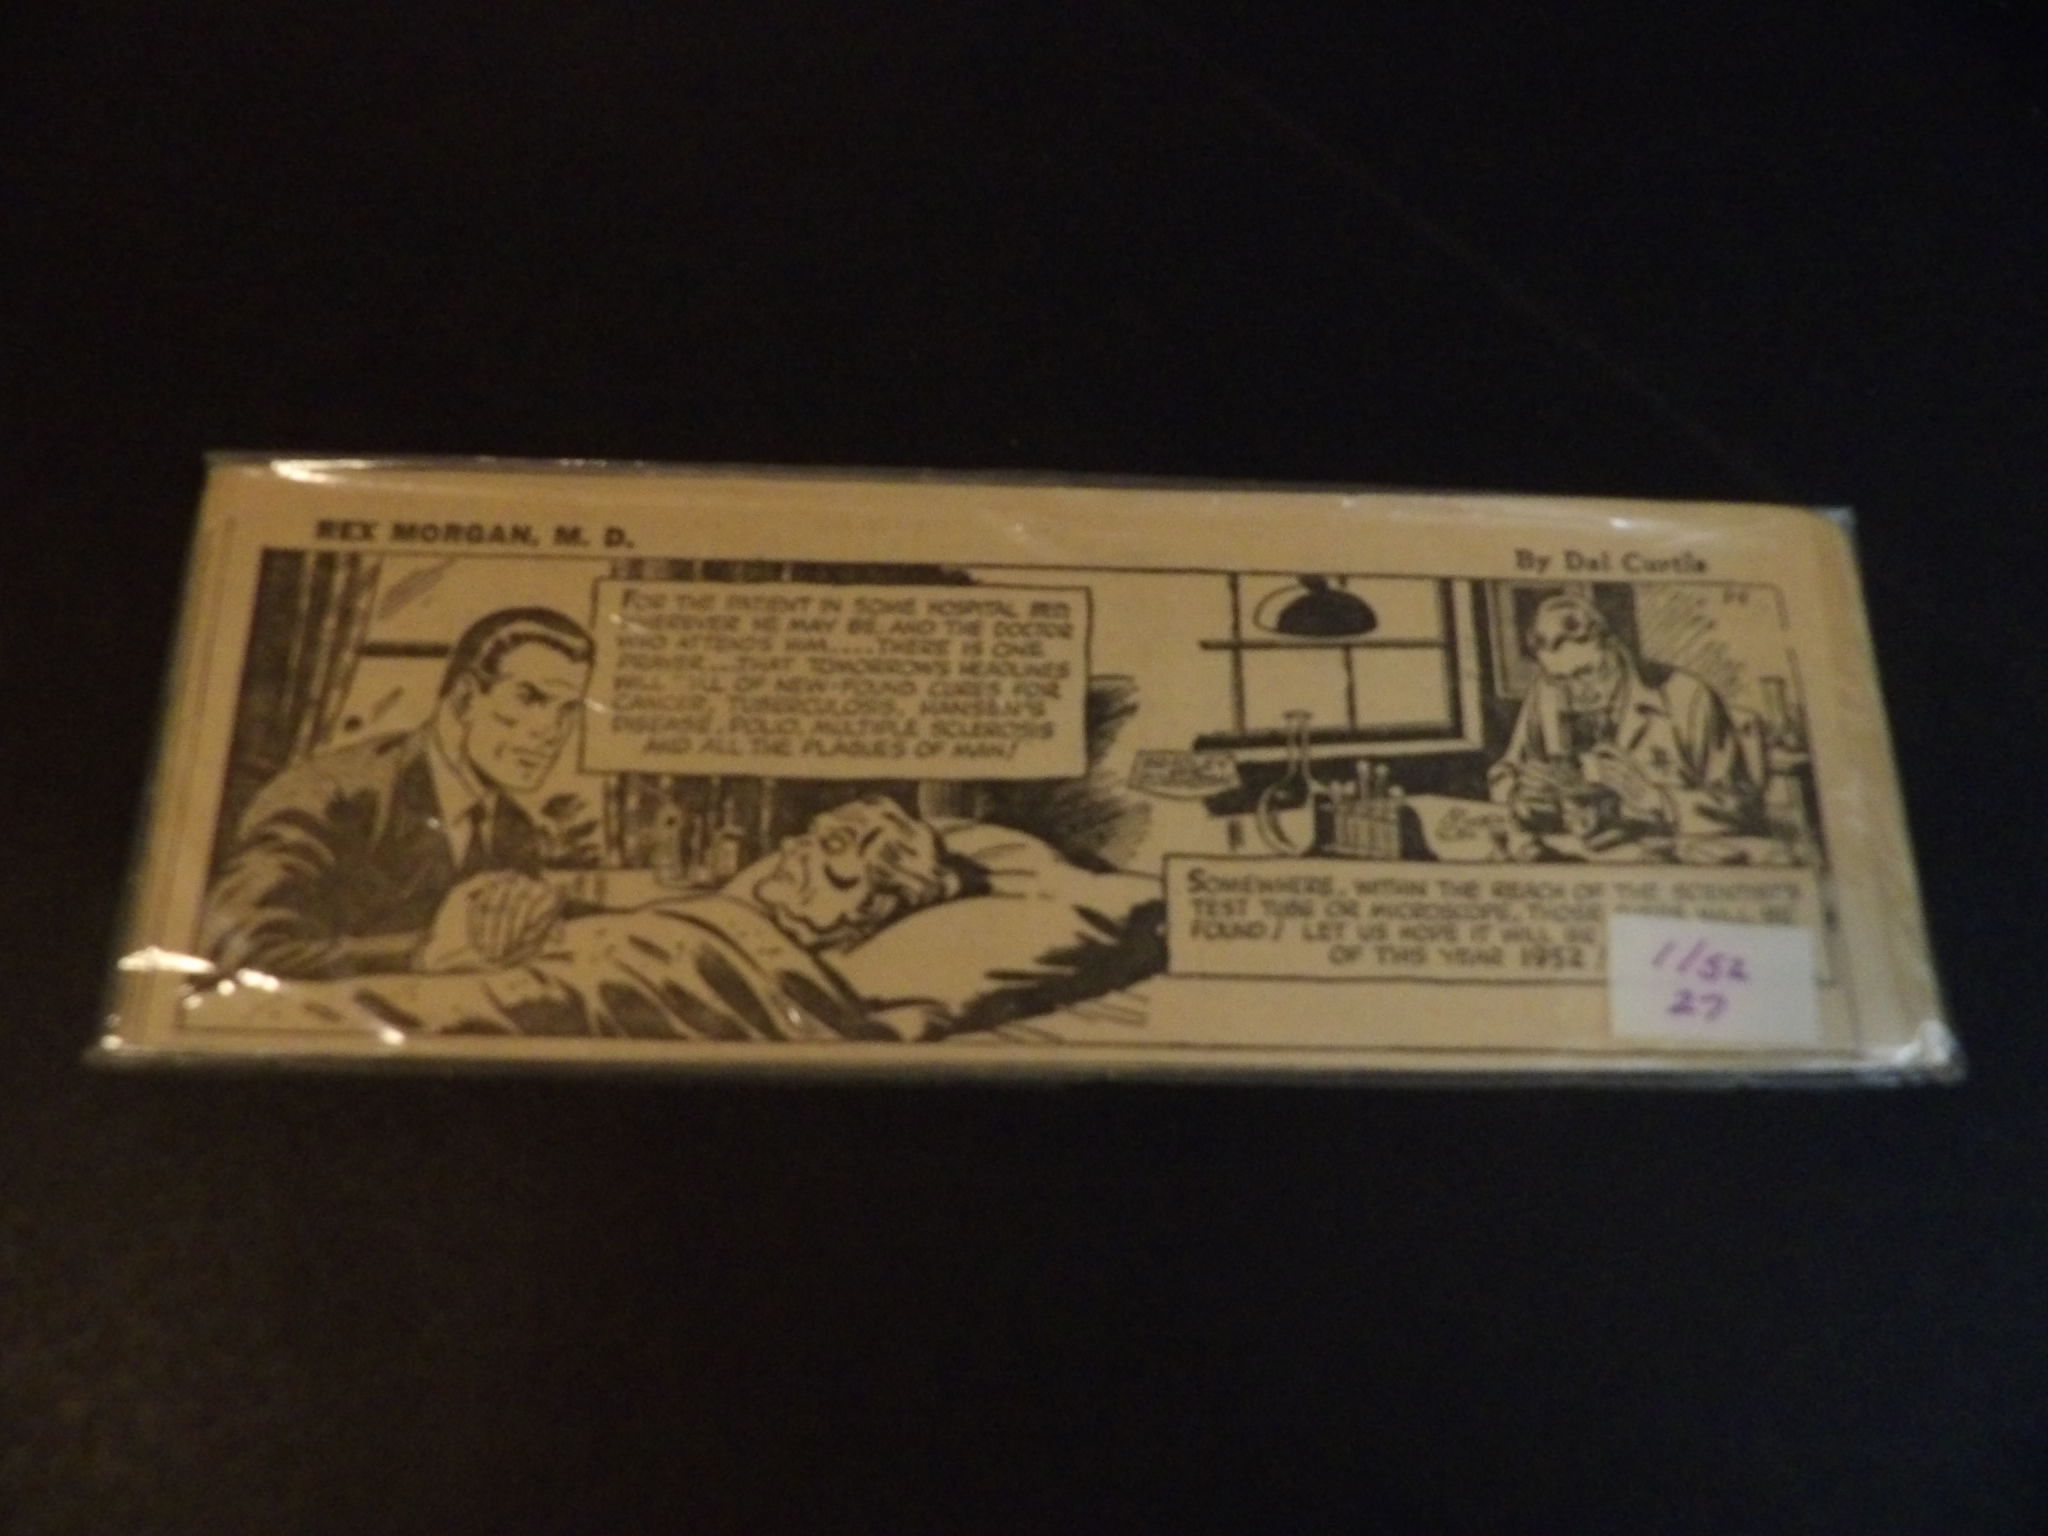 REX MORGAN, M. D.
By Dal Curtis
FOR THE PATIENT IN SOME HOSPITAL BED
WHEREVER HE MAY BE, AND THE DOCTOR
WHO ATTENDS HIM....THERE IS ONE
PRAYER...THAT TOMORROW'S HEADLINES
WILL TELL OF NEW-FOUND CURES FOR
CANCER, TUBERCULOSIS, HANSEN'S
DISEASE, POLIO, MULTIPLE SCLEROSIS
AND ALL THE PLAGUES OF MAN!
SOMEWHERE, WITHIN THE REACH OF THE SCIENTIST'S
TEST TUBE OR MICROSCOPE, THOSE WILL BE
FOUND! LET US HOPE IT WILL BE
OF THIS YEAR 1952!
1/52
27